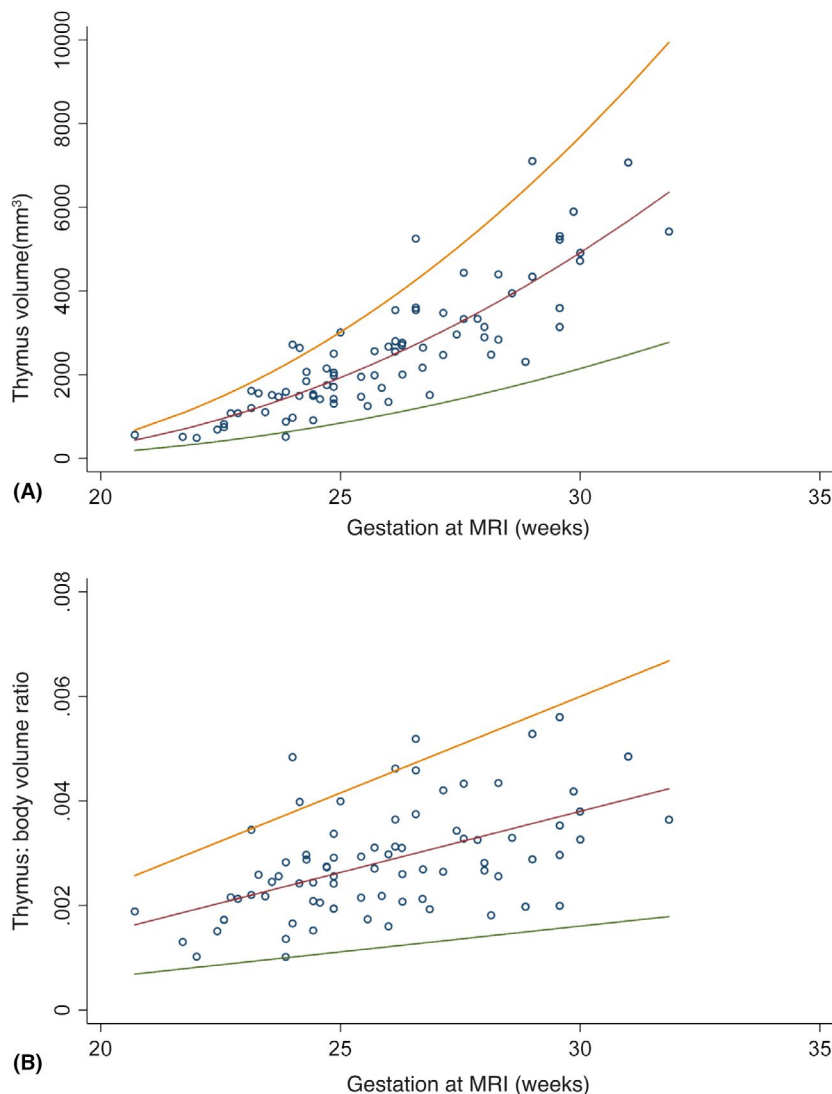 10000
8000
6000
4000
2000
0
Thymus volume(mm³)
20 25 30 35
(A)
Gestation at MRI (weeks)
.008
.006
.004
.002
0
Thymus: body volume ratio
20 25 30 35
(B)
Gestation at MRI (weeks)